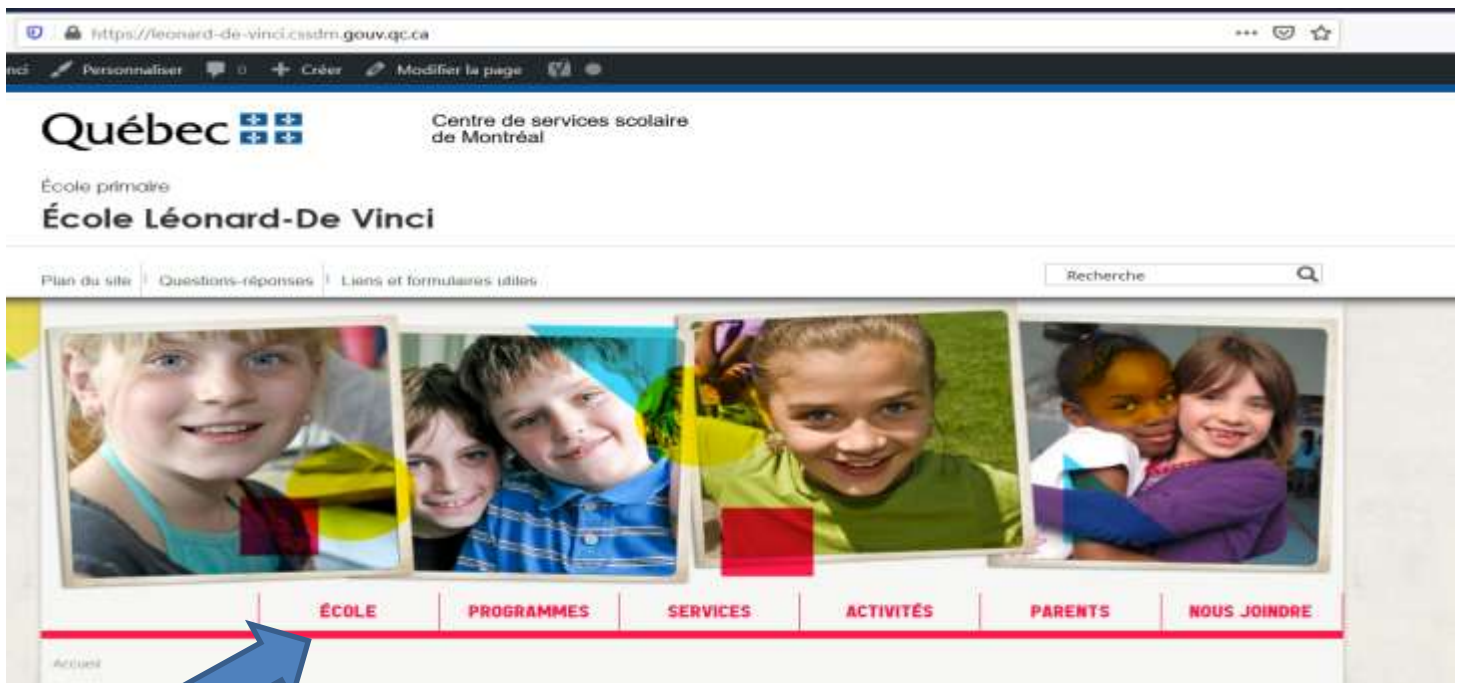 https://leonard-de-vinci.cssdm.gouv.qc.ca
nci Personnaliser 0 Créer Modifier la page
Québec
Centre de services scolaire
de Montréal
École primaire
École Léonard-De Vinci
Plan du site Questions-réponses Liens et formulaires utiles
Recherche
ÉCOLE PROGRAMMES SERVICES ACTIVITÉS PARENTS NOUS JOINDRE
Accueil